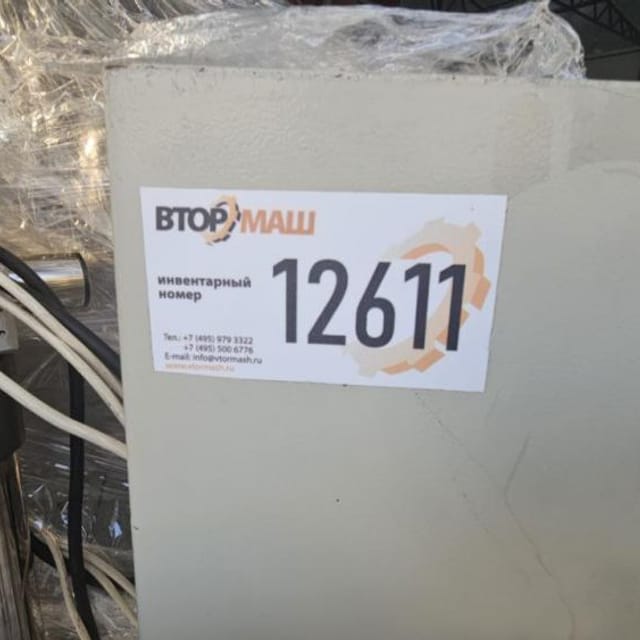 ВТОРМАШ
инвентарный
номер
12611
Тел.: +7 (495) 979 3322
+7 (495) 500 6776
E-mail: info@vtormash.ru
www.vtormash.ru